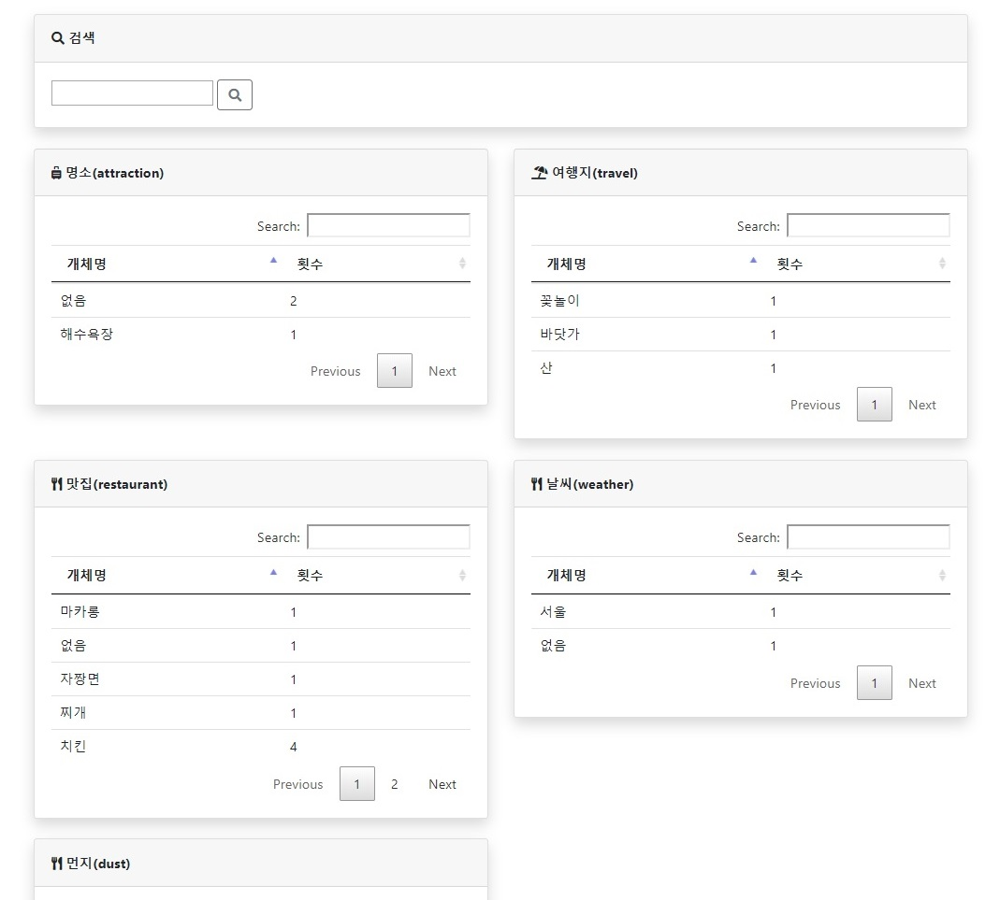 검색
명소(attraction)
Search:
개체명 횟수
없음 2
해수욕장 1
Previous 1 Next
여행지(travel)
Search:
개체명 횟수
꽃놀이 1
바닷가 1
산 1
Previous 1 Next
맛집(restaurant)
Search:
개체명 횟수
마카롱 1
없음 1
자짱면 1
찌개 1
치킨 4
Previous 1 2 Next
날씨(weather)
Search:
개체명 횟수
서울 1
없음 1
Previous 1 Next
먼지(dust)